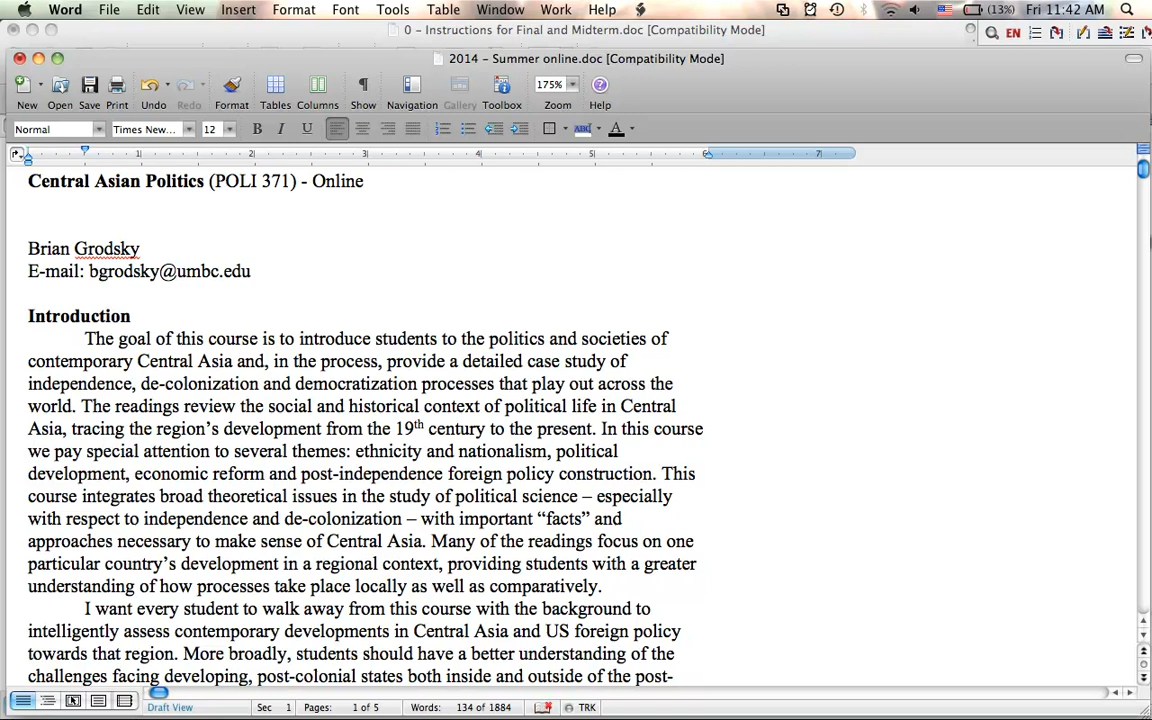 Word File Edit View Insert Format Font Tools Table Window Work Help (13%) Fri 11:42 AM
0 – Instructions for Final and Midterm.doc [Compatibility Mode]
EN
2014 – Summer online.doc [Compatibility Mode]
175%
New Open Save Print Undo Redo Format Tables Columns Show Navigation Gallery Toolbox Zoom Help
Normal Times New... 12 B I U ABC A
1 2 3 4 5 6 7
Central Asian Politics (POLI 371) - Online
Brian Grodsky
E-mail: bgrodsky@umbc.edu
Introduction
The goal of this course is to introduce students to the politics and societies of
contemporary Central Asia and, in the process, provide a detailed case study of
independence, de-colonization and democratization processes that play out across the
world. The readings review the social and historical context of political life in Central
Asia, tracing the region’s development from the 19th century to the present. In this course
we pay special attention to several themes: ethnicity and nationalism, political
development, economic reform and post-independence foreign policy construction. This
course integrates broad theoretical issues in the study of political science – especially
with respect to independence and de-colonization – with important “facts” and
approaches necessary to make sense of Central Asia. Many of the readings focus on one
particular country’s development in a regional context, providing students with a greater
understanding of how processes take place locally as well as comparatively.
I want every student to walk away from this course with the background to
intelligently assess contemporary developments in Central Asia and US foreign policy
towards that region. More broadly, students should have a better understanding of the
challenges facing developing, post-colonial states both inside and outside of the post-
Draft View Sec 1 Pages: 1 of 5 Words: 134 of 1884 TRK